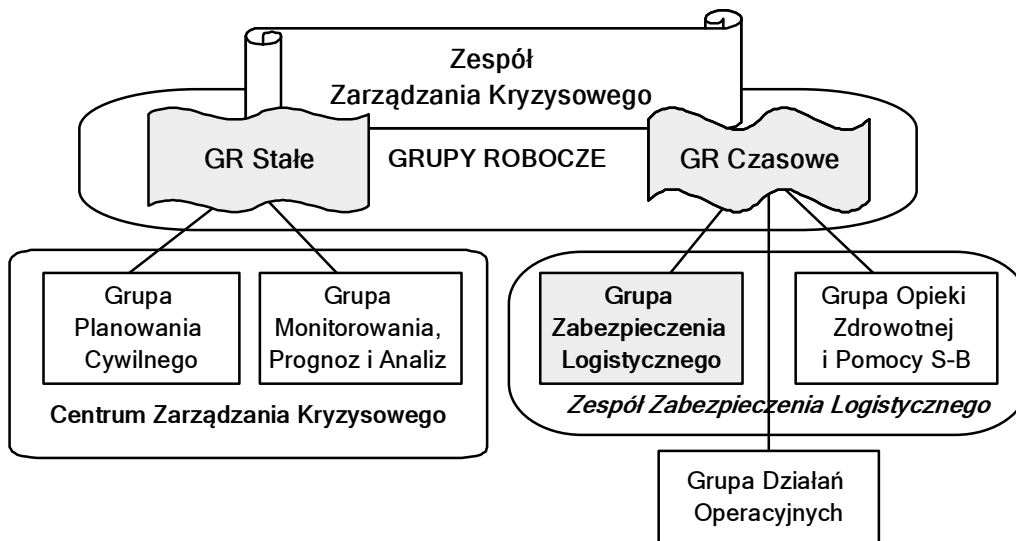 Zespół
Zarządzania Kryzysowego
GR Stałe
GRUPY ROBOCZE
GR Czasowe
Grupa
Planowania
Cywilnego
Grupa
Monitorowania,
Prognoz i Analiz
Centrum Zarządzania Kryzysowego
Grupa
Zabezpieczenia
Logistycznego
Grupa Opieki
Zdrowotnej
i Pomocy S-B
Zespół Zabezpieczenia Logistycznego
Grupa Działań
Operacyjnych